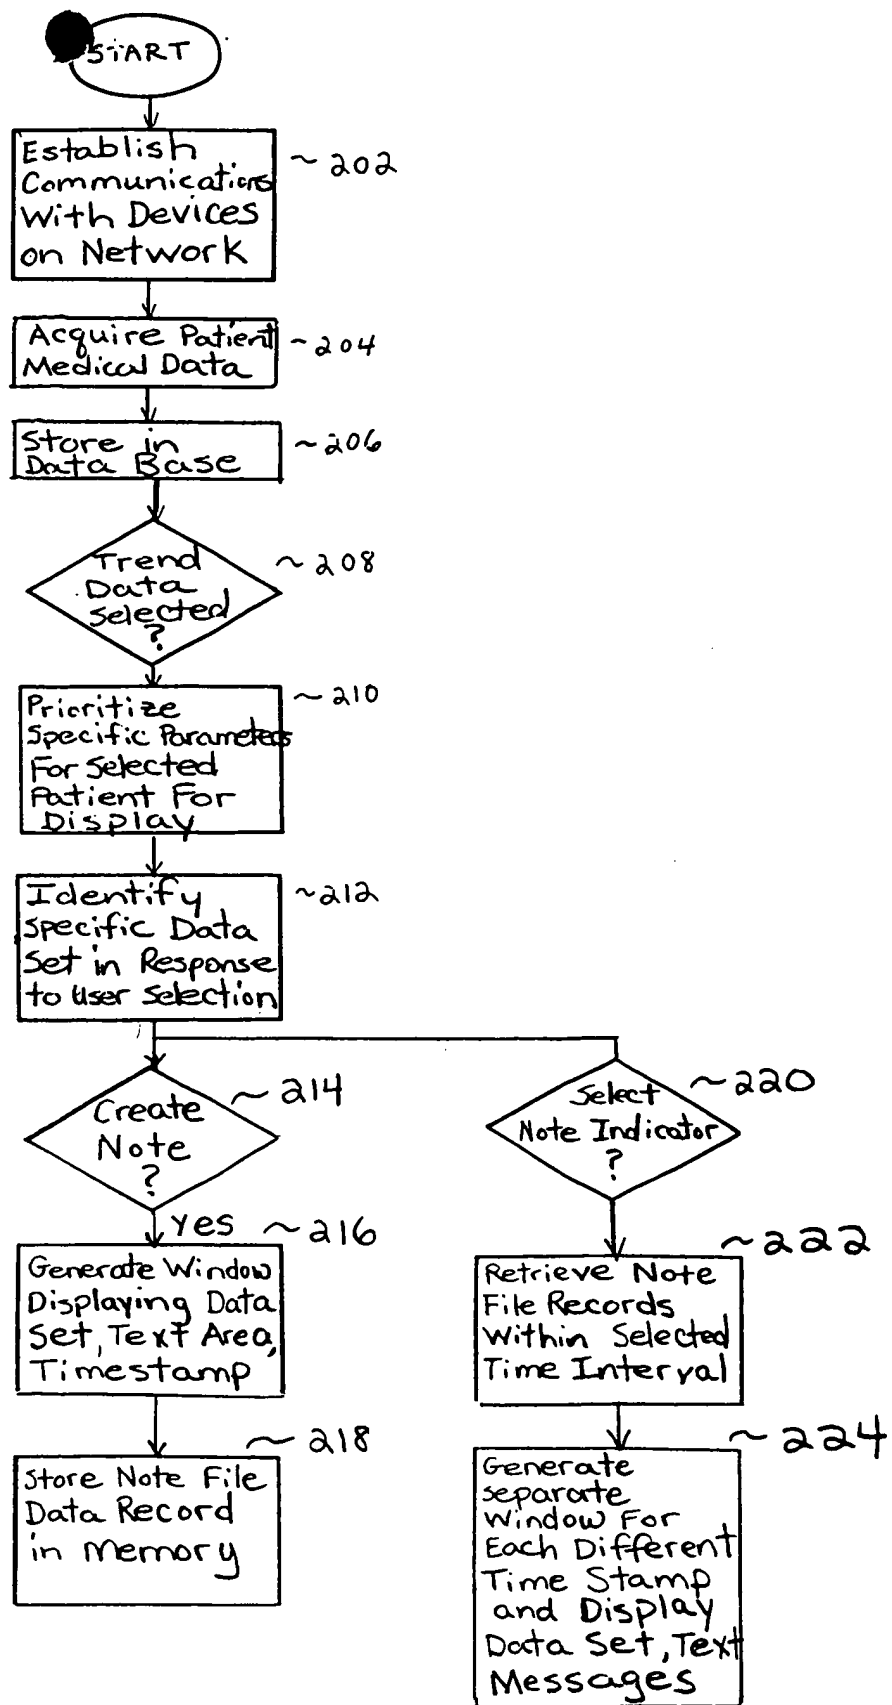 START
Establish
Communications
With Devices
on Network
~ 202
Acquire Patient
Medical Data
~ 204
Store in
Data Base
~ 206
Trend
Data
Selected
?
~ 208
Prioritize
Specific Parameters
For Selected
Patient For
Display
~ 210
Identify
Specific Data
Set in Response
to User Selection
~ 212
Create
Note
?
~ 214
Yes
Generate Window
Displaying Data
Set, Text Area,
Timestamp
~ 216
Store Note File
Data Record
in Memory
~ 218
Select
Note Indicator
?
~ 220
Retrieve Note
File Records
Within Selected
Time Interval
~ 222
Generate
Separate
Window For
Each Different
Time Stamp
and Display
Data Set, Text
Messages
~ 224